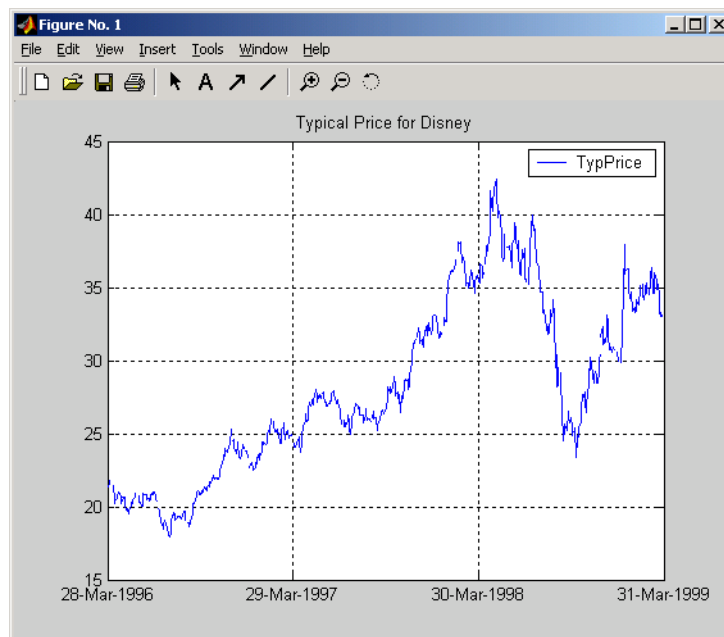 Figure No. 1
File Edit View Insert Tools Window Help
A
Typical Price for Disney
TypPrice
45
40
35
30
25
20
15
28-Mar-1996 29-Mar-1997 30-Mar-1998 31-Mar-1999